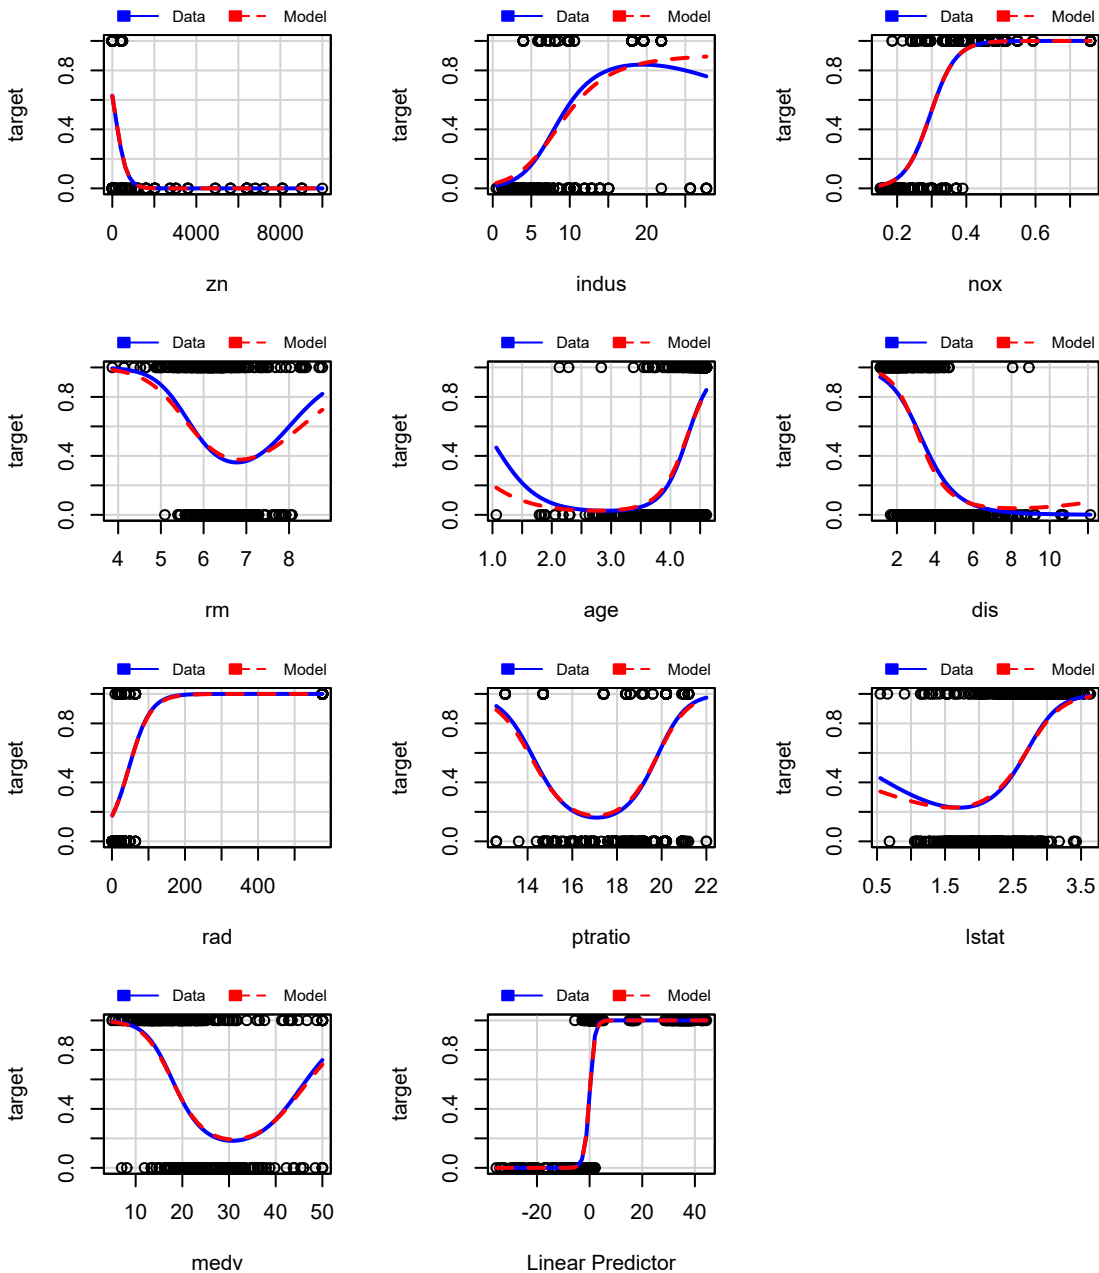 Data Model Data Model Data Model
target 0.0 0.4 0.8 target 0.0 0.4 0.8 target 0.0 0.4 0.8
0 4000 8000 0 5 10 20 0.2 0.4 0.6
zn indus nox
Data Model Data Model Data Model
target 0.0 0.4 0.8 target 0.0 0.4 0.8 target 0.0 0.4 0.8
4 5 6 7 8 1.0 2.0 3.0 4.0 2 4 6 8 10
rm age dis
Data Model Data Model Data Model
target 0.0 0.4 0.8 target 0.0 0.4 0.8 target 0.0 0.4 0.8
0 200 400 14 16 18 20 22 0.5 1.5 2.5 3.5
rad ptratio lstat
Data Model Data Model
target 0.0 0.4 0.8 target 0.0 0.4 0.8
10 20 30 40 50 -20 0 20 40
medv Linear Predictor